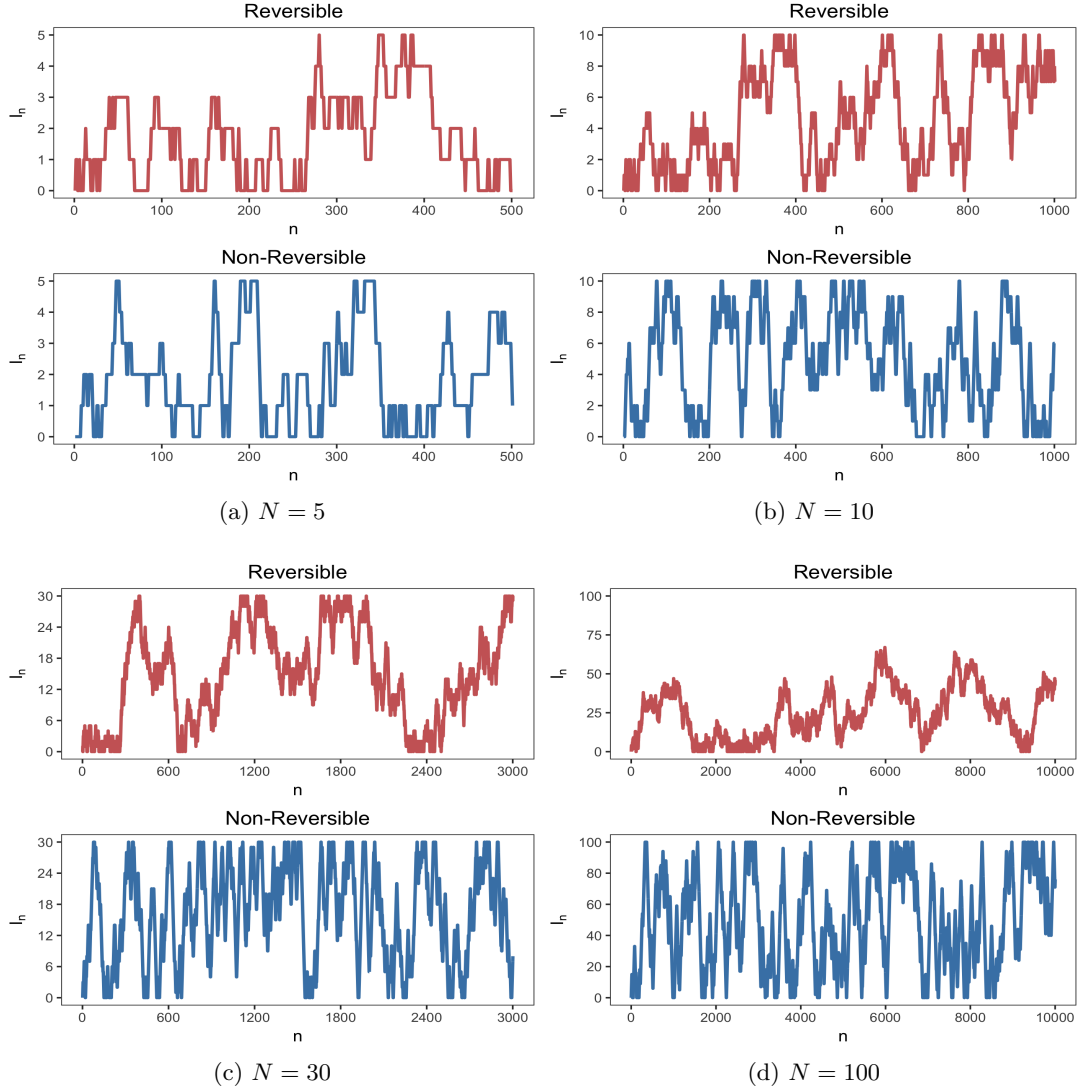 Reversible
5
4
3
2
1
0
I_n
0 100 200 300 400 500
n
Non-Reversible
5
4
3
2
1
0
I_n
0 100 200 300 400 500
n
(a) N = 5
Reversible
10
8
6
4
2
0
I_n
0 200 400 600 800 1000
n
Non-Reversible
10
8
6
4
2
0
I_n
0 200 400 600 800 1000
n
(b) N = 10
Reversible
30
24
18
12
6
0
I_n
0 600 1200 1800 2400 3000
n
Non-Reversible
30
24
18
12
6
0
I_n
0 600 1200 1800 2400 3000
n
(c) N = 30
Reversible
100
75
50
25
0
I_n
0 2000 4000 6000 8000 10000
n
Non-Reversible
100
80
60
40
20
0
I_n
0 2000 4000 6000 8000 10000
n
(d) N = 100